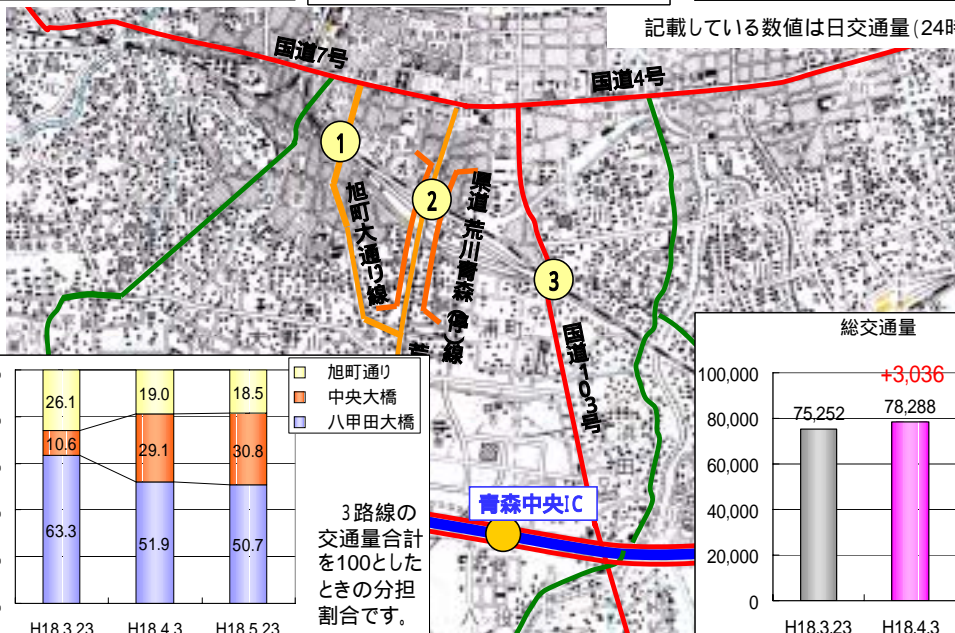 記載している数値は日交通量(24時
国道7号
国道4号
1
2
3
旭町大通り線
県道 荒川青森(停)線
国道103号
青森中央IC
旭町通り
中央大橋
八甲田大橋
26.1
19.0
18.5
10.6
29.1
30.8
63.3
51.9
50.7
H18.3.23
H18.4.3
H18.5.23
3路線の
交通量合計
を100とした
ときの分担
割合です。
総交通量
+3,036
100,000
80,000
60,000
40,000
20,000
0
75,252
78,288
H18.3.23
H18.4.3